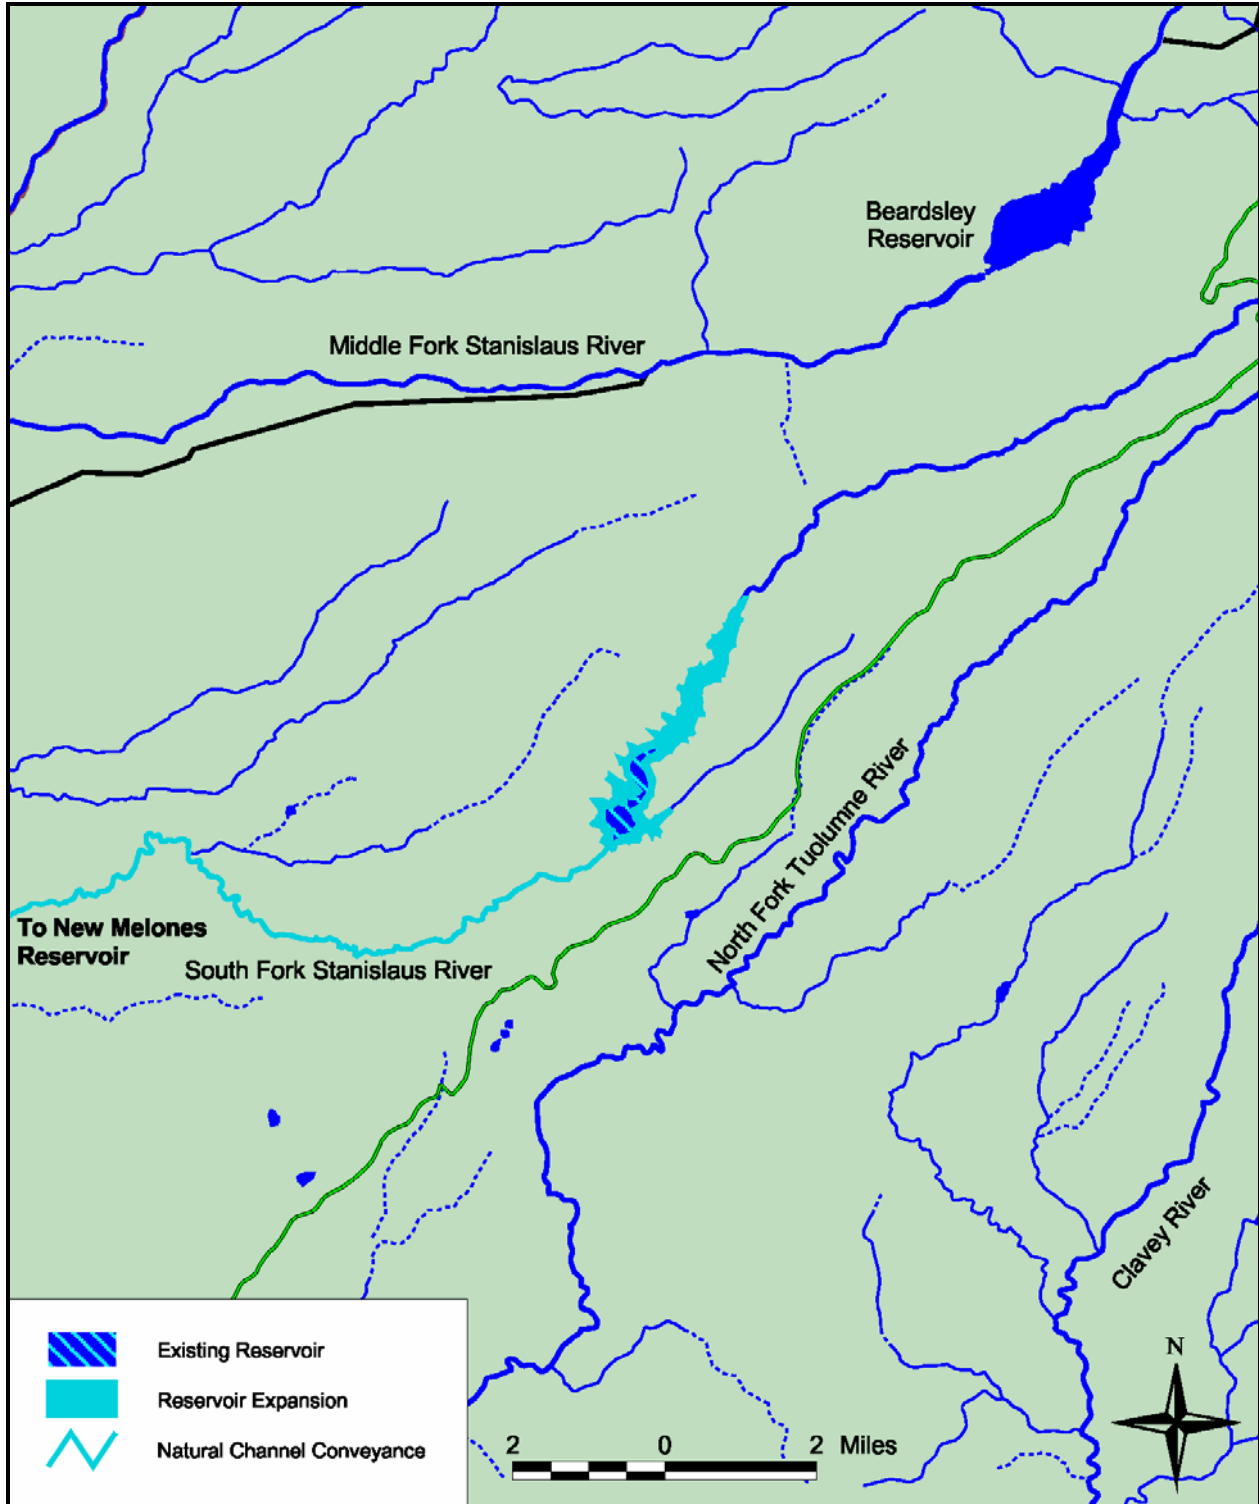 Beardsley
Reservoir
Middle Fork Stanislaus River
North Fork Tuolumne River
To New Melones
Reservoir
South Fork Stanislaus River
Clavey River
Existing Reservoir
Reservoir Expansion
Natural Channel Conveyance
2 0 2 Miles
N